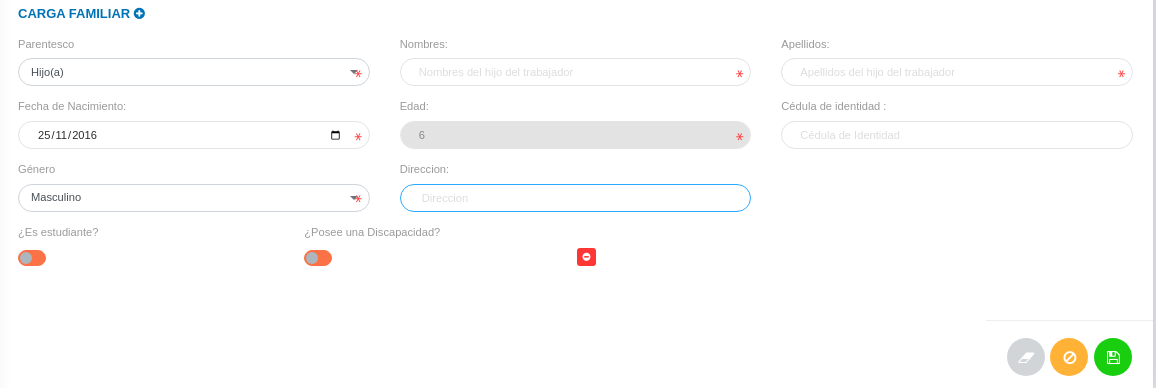 CARGA FAMILIAR
Parentesco Nombres: Apellidos:
Hijo(a) * Nombres del hijo del trabajador * Apellidos del hijo del trabajador *
Fecha de Nacimiento: Edad: Cédula de identidad :
25/11/2016 * 6 * Cédula de Identidad
Género Direccion:
Masculino * Direccion
¿Es estudiante? ¿Posee una Discapacidad?